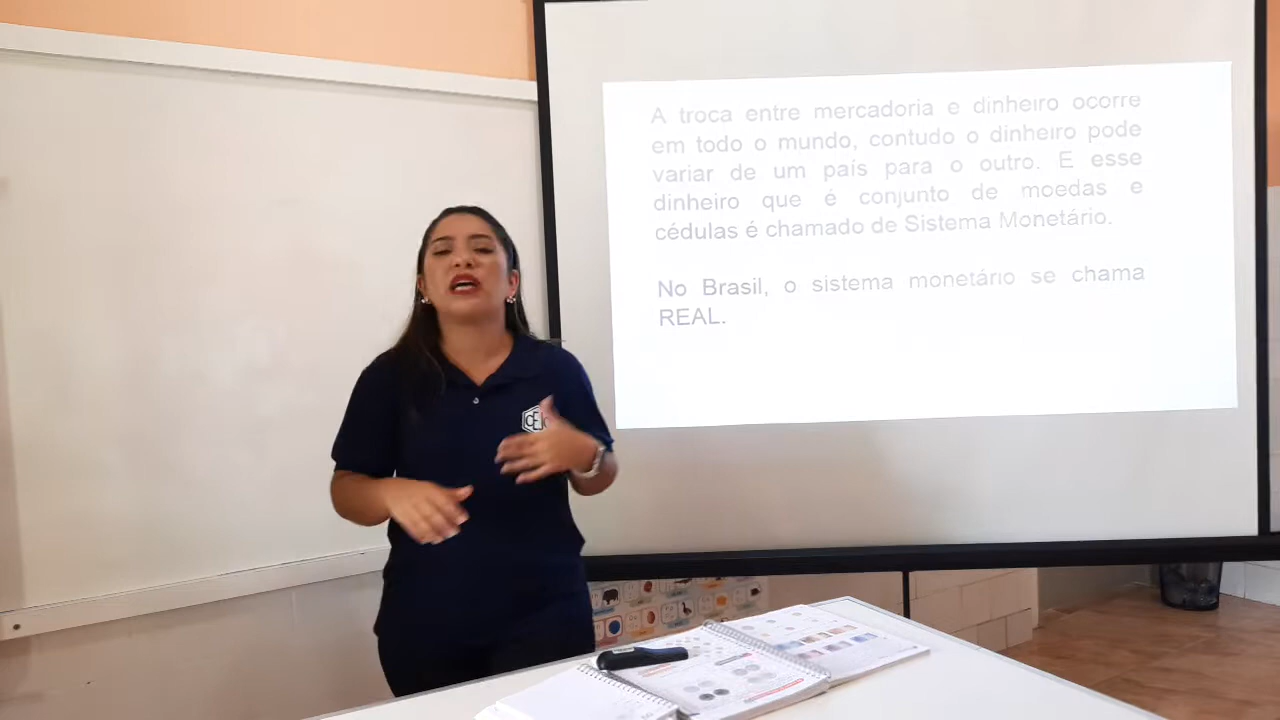 A troca entre mercadoria e dinheiro ocorre
em todo o mundo, contudo o dinheiro pode
variar de um país para o outro. E esse
dinheiro que é conjunto de moedas e
cédulas é chamado de Sistema Monetário.
No Brasil, o sistema monetário se chama
REAL.